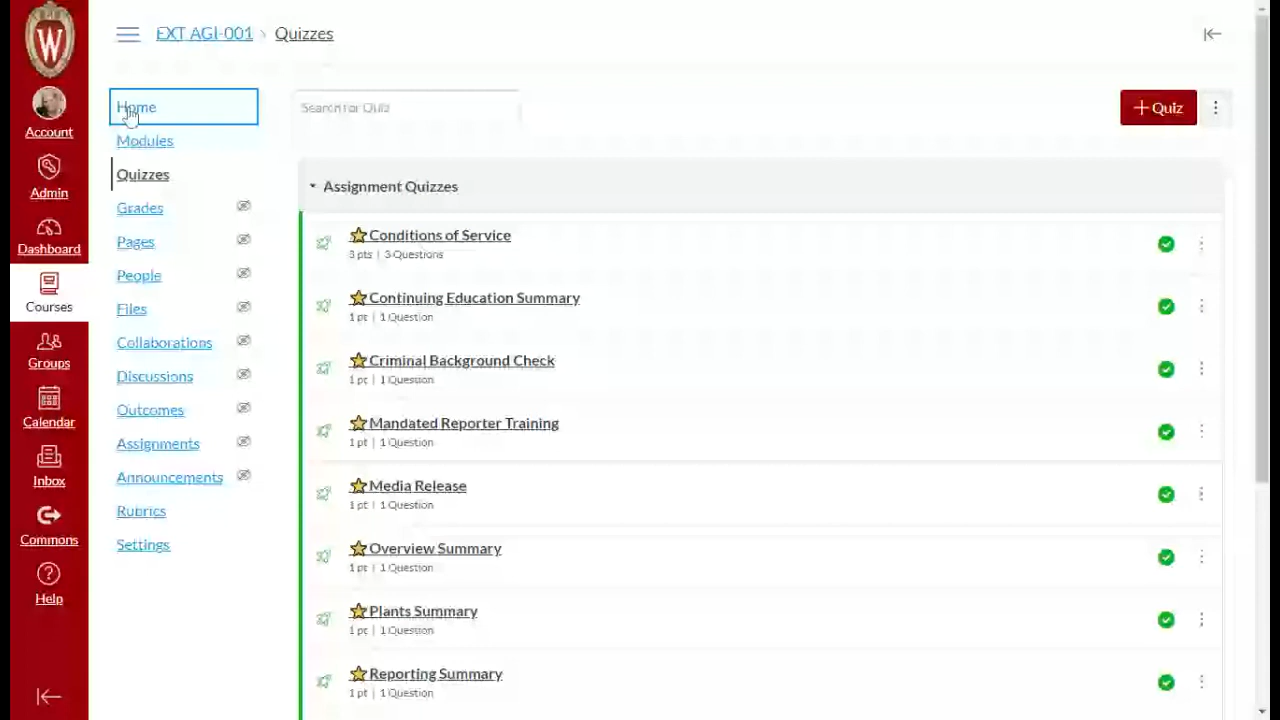 EXT AGI-001 › Quizzes
W
Account
Admin
Dashboard
Courses
Groups
Calendar
Inbox
Commons
Help
Home
Modules
Quizzes
Grades
Pages
People
Files
Collaborations
Discussions
Outcomes
Assignments
Announcements
Rubrics
Settings
Search for Quiz
+ Quiz
Assignment Quizzes
Conditions of Service
3 pts | 3 Questions
Continuing Education Summary
1 pt | 1 Question
Criminal Background Check
1 pt | 1 Question
Mandated Reporter Training
1 pt | 1 Question
Media Release
1 pt | 1 Question
Overview Summary
1 pt | 1 Question
Plants Summary
1 pt | 1 Question
Reporting Summary
1 pt | 1 Question